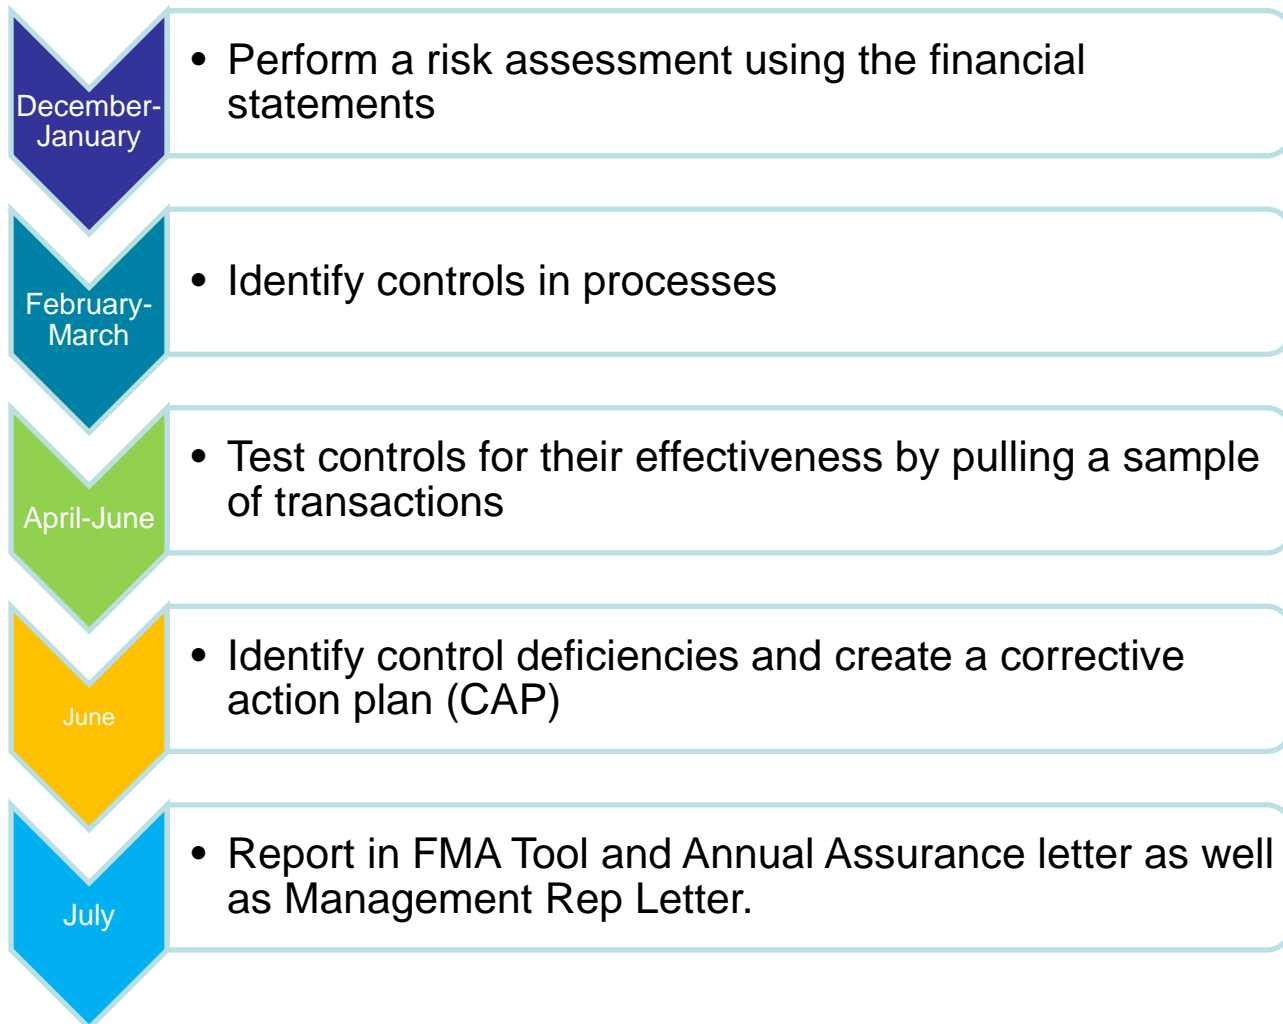 December-
January
• Perform a risk assessment using the financial
statements
February-
March
• Identify controls in processes
April-June
• Test controls for their effectiveness by pulling a sample
of transactions
June
• Identify control deficiencies and create a corrective
action plan (CAP)
July
• Report in FMA Tool and Annual Assurance letter as well
as Management Rep Letter.